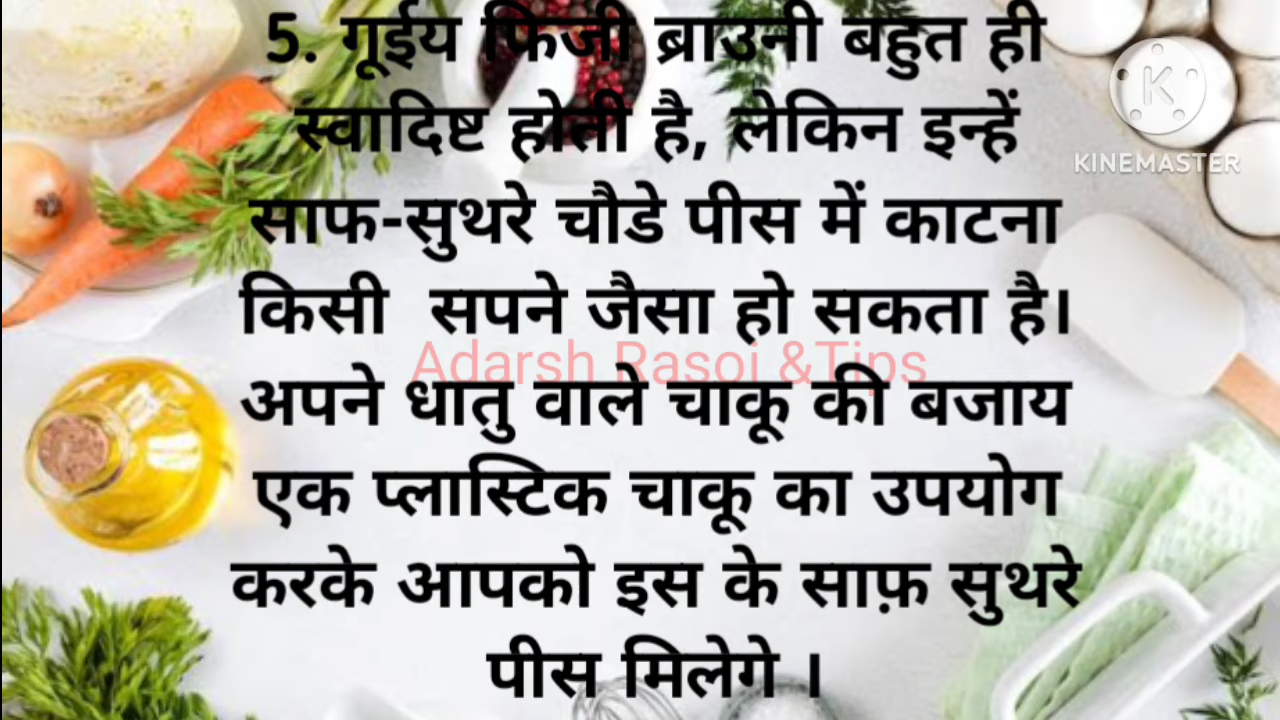 5. गूईय फिजी ब्राउनी बहुत ही
स्वादिष्ट होती है, लेकिन इन्हें
साफ-सुथरे चौडे पीस में काटना
किसी सपने जैसा हो सकता है।
Adarsh Rasoi &Tips
अपने धातु वाले चाकू की बजाय
एक प्लास्टिक चाकू का उपयोग
करके आपको इस के साफ़ सुथरे
पीस मिलेगे ।
K
KINEMASTER